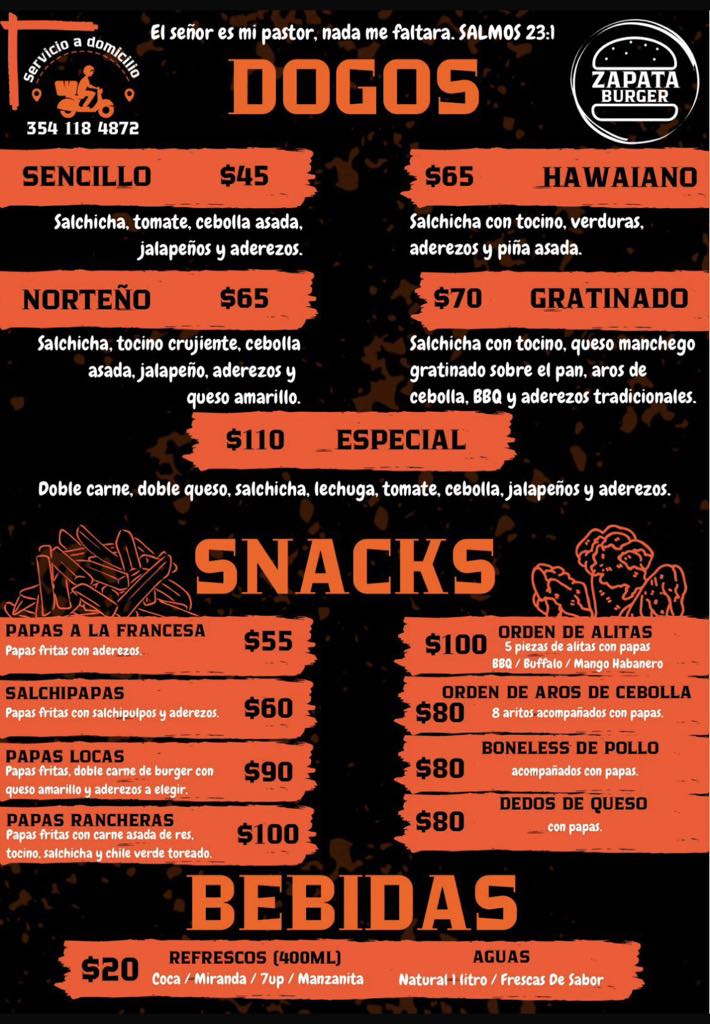 El señor es mi pastor, nada me faltara. SALMOS 23:1
Servicio a domicilio
354 118 4872
DOGOS
ZAPATA
BURGER
SENCILLO $45
Salchicha, tomate, cebolla asada,
jalapeños y aderezos.
$65 HAWAIANO
Salchicha con tocino, verduras,
aderezos y piña asada.
NORTEÑO $65
Salchicha, tocino crujiente, cebolla
asada, jalapeño, aderezos y
queso amarillo.
$70 GRATINADO
Salchicha con tocino, queso manchego
gratinado sobre el pan, aros de
cebolla, BBQ y aderezos tradicionales.
$110 ESPECIAL
Doble carne, doble queso, salchicha, lechuga, tomate, cebolla, jalapeños y aderezos.
SNACKS
PAPAS A LA FRANCESA
Papas fritas con aderezos.
$55
SALCHIPAPAS
Papas fritas con salchipulpos y aderezos.
$60
PAPAS LOCAS
Papas fritas, doble carne de burger con
queso amarillo y aderezos a elegir.
$90
PAPAS RANCHERAS
Papas fritas con carne asada de res,
tocino, salchicha y chile verde toreado.
$100
$100
ORDEN DE ALITAS
5 piezas de alitas con papas
BBQ / Buffalo / Mango Habanero
ORDEN DE AROS DE CEBOLLA
$80
8 aritos acompañados con papas.
BONELESS DE POLLO
$80
acompañados con papas.
DEDOS DE QUESO
$80
con papas.
BEBIDAS
$20
REFRESCOS (400ML)
Coca / Miranda / 7up / Manzanita
AGUAS
Natural 1 litro / Frescas De Sabor